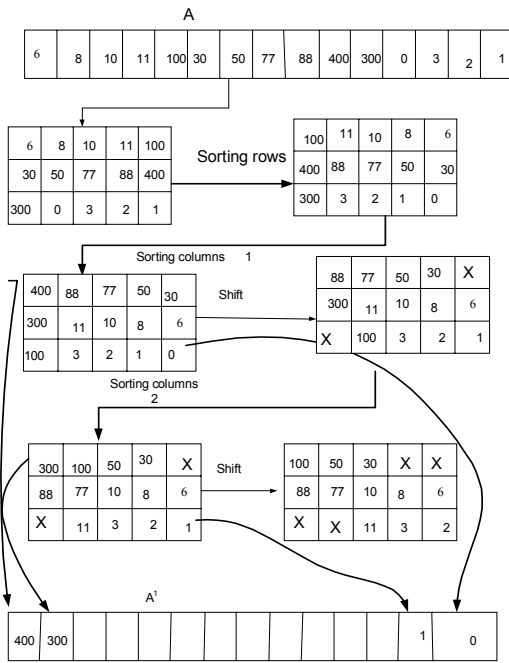 A
6 8 10 11 100 30 50 77 88 400 300 0 3 2 1
6 8 10 11 100
30 50 77 88 400
300 0 3 2 1
Sorting rows
100 11 10 8 6
400 88 77 50 30
300 3 2 1 0
Sorting columns 1
400 88 77 50 30
300 11 10 8 6
100 3 2 1 0
Shift
88 77 50 30 X
300 11 10 8 6
X 100 3 2 1
Sorting columns
2
300 100 50 30 X
88 77 10 8 6
X 11 3 2 1
Shift
100 50 30 X X
88 77 10 8 6
X X 11 3 2
A¹
400 300 1 0